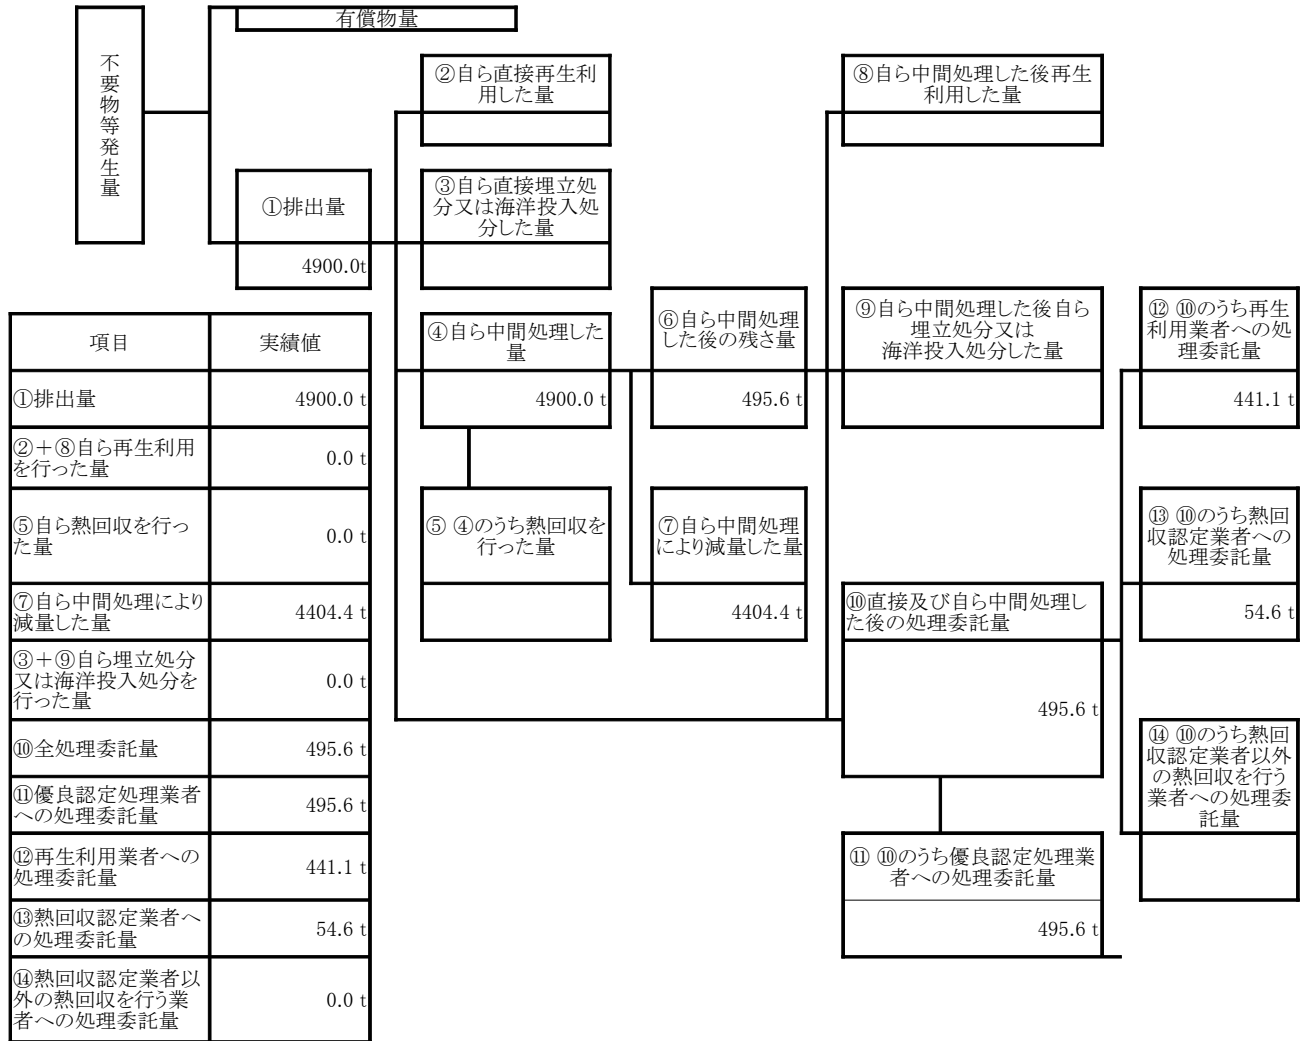 有償物量
不要物等発生量
②自ら直接再生利
用した量
⑧自ら中間処理した後再生
利用した量
①排出量
4900.0t
③自ら直接埋立処
分又は海洋投入処
分した量
④自ら中間処理した
量
4900.0 t
⑥自ら中間処理
した後の残さ量
495.6 t
⑨自ら中間処理した後自ら
埋立処分又は
海洋投入処分した量
⑫ ⑩のうち再生
利用業者への処
理委託量
441.1 t
⑤ ④のうち熱回収を
行った量
⑦自ら中間処理
により減量した量
4404.4 t
⑬ ⑩のうち熱回
収認定業者への
処理委託量
54.6 t
⑩直接及び自ら中間処理し
た後の処理委託量
495.6 t
⑭ ⑩のうち熱回
収認定業者以外
の熱回収を行う
業者への処理委
託量
⑪ ⑩のうち優良認定処理業
者への処理委託量
495.6 t
項目 実績値
①排出量 4900.0 t
②＋⑧自ら再生利用
を行った量 0.0 t
⑤自ら熱回収を行っ
た量 0.0 t
⑦自ら中間処理により
減量した量 4404.4 t
③＋⑨自ら埋立処分
又は海洋投入処分を
行った量 0.0 t
⑩全処理委託量 495.6 t
⑪優良認定処理業者
への処理委託量 495.6 t
⑫再生利用業者への
処理委託量 441.1 t
⑬熱回収認定業者へ
の処理委託量 54.6 t
⑭熱回収認定業者以
外の熱回収を行う業
者への処理委託量 0.0 t